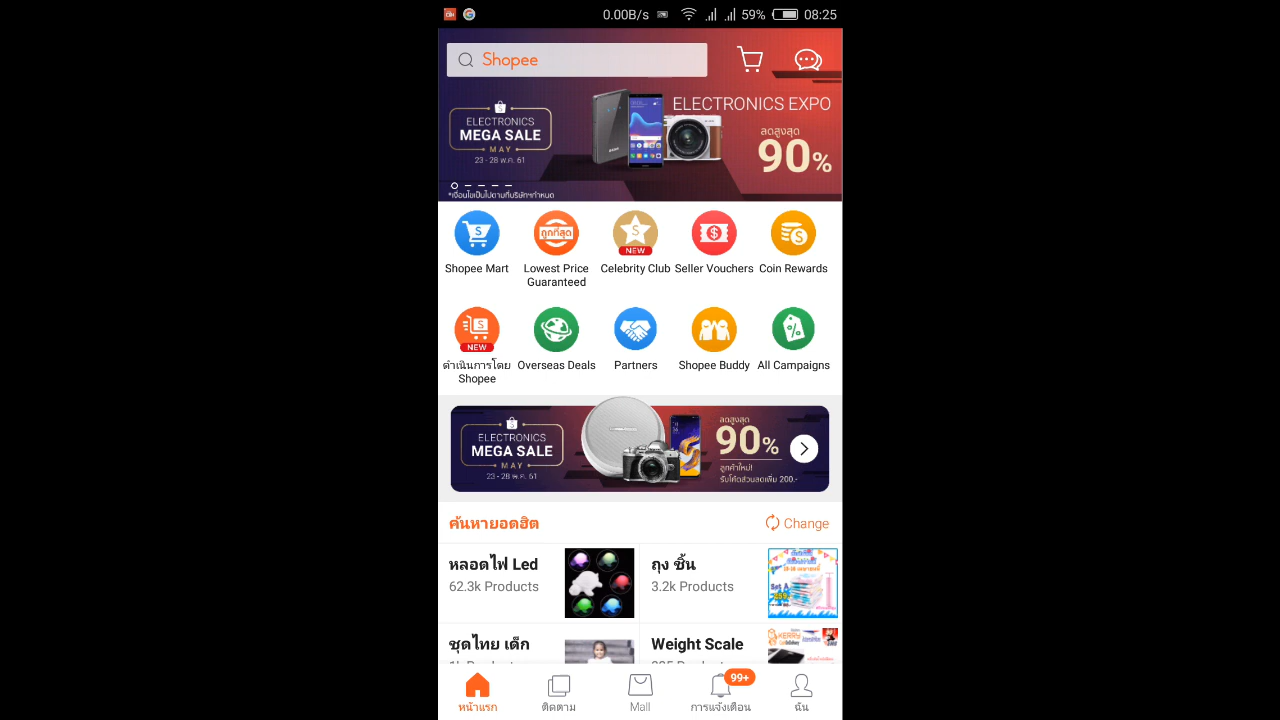 0.00B/s 59% 08:25
Shopee
ELECTRONICS EXPO
ELECTRONICS
MEGA SALE
MAY
23 - 28 พ.ค. 61
ลดสูงสุด
90%
*เงื่อนไขเป็นไปตามที่บริษัทฯกำหนด
S
ถูกที่สุด
S
NEW
Shopee Mart
Lowest Price
Guaranteed
Celebrity Club
Seller Vouchers
Coin Rewards
NEW
ดำเนินการโดย
Shopee
Overseas Deals
Partners
Shopee Buddy
All Campaigns
ELECTRONICS
MEGA SALE
MAY
23 - 28 พ.ค. 61
ลดสูงสุด
90%
ลูกค้าใหม่!
รับโค้ดส่วนลดเพิ่ม 200.-
ค้นหายอดฮิต
Change
หลอดไฟ Led
62.3k Products
ถุง ซิ้น
3.2k Products
Set A
ชุดไทย เด็ก
Weight Scale
KERRY
99+
หน้าแรก
ติดตาม
Mall
การแจ้งเตือน
ฉัน